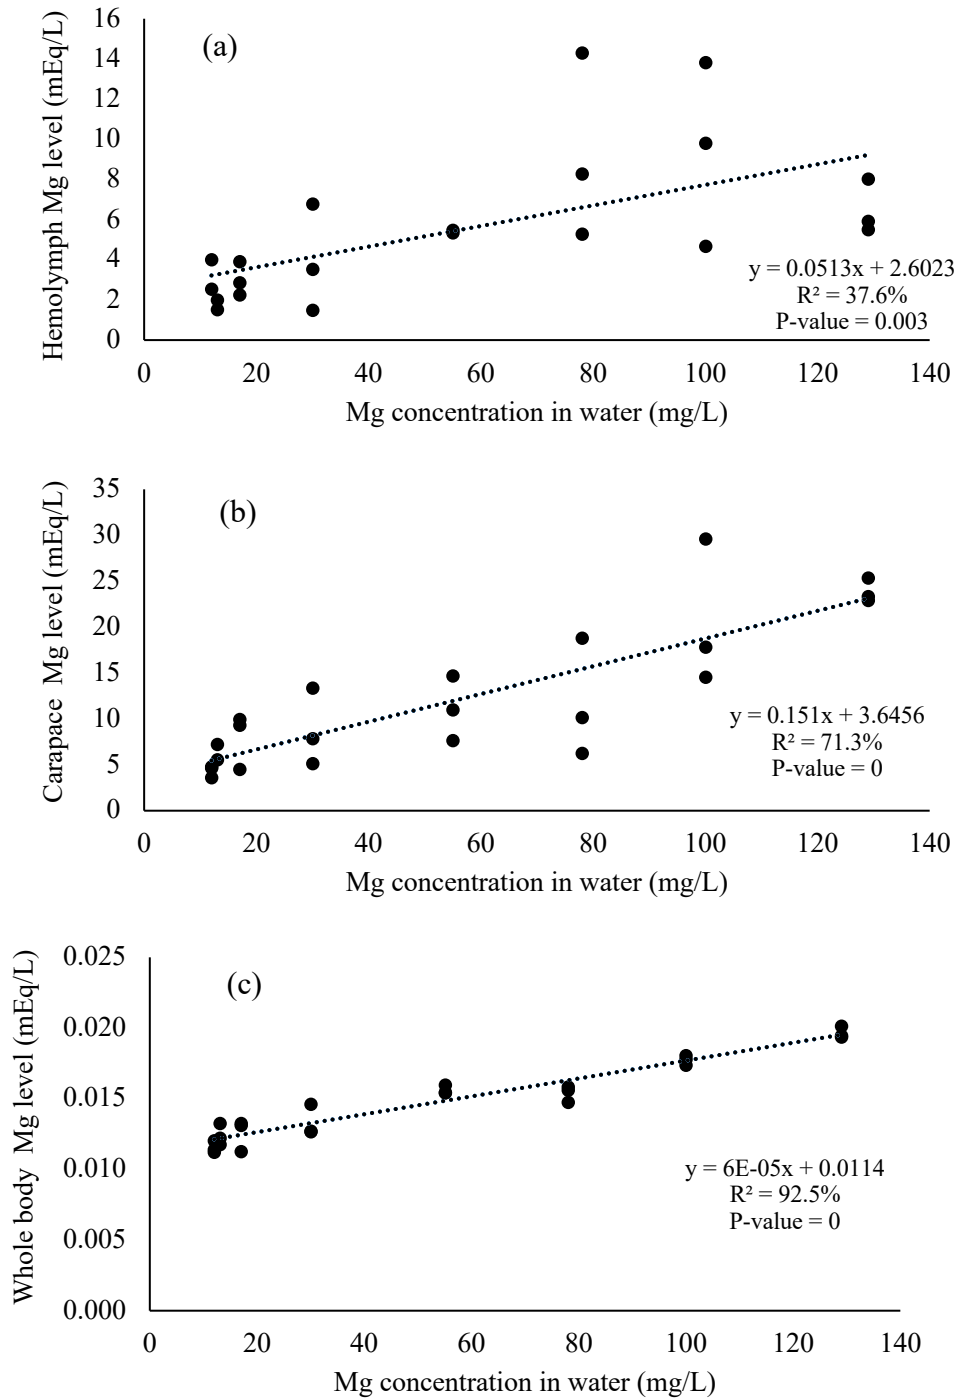 (a)
Hemolymph Mg level (mEq/L)
16
14
12
10
8
6
4
2
0
y = 0.0513x + 2.6023
R² = 37.6%
P-value = 0.003
0 20 40 60 80 100 120 140
Mg concentration in water (mg/L)
(b)
Carapace Mg level (mEq/L)
35
30
25
20
15
10
5
0
y = 0.151x + 3.6456
R² = 71.3%
P-value = 0
0 20 40 60 80 100 120 140
Mg concentration in water (mg/L)
(c)
Whole body Mg level (mEq/L)
0.025
0.020
0.015
0.010
0.005
0.000
y = 6E-05x + 0.0114
R² = 92.5%
P-value = 0
0 20 40 60 80 100 120 140
Mg concentration in water (mg/L)